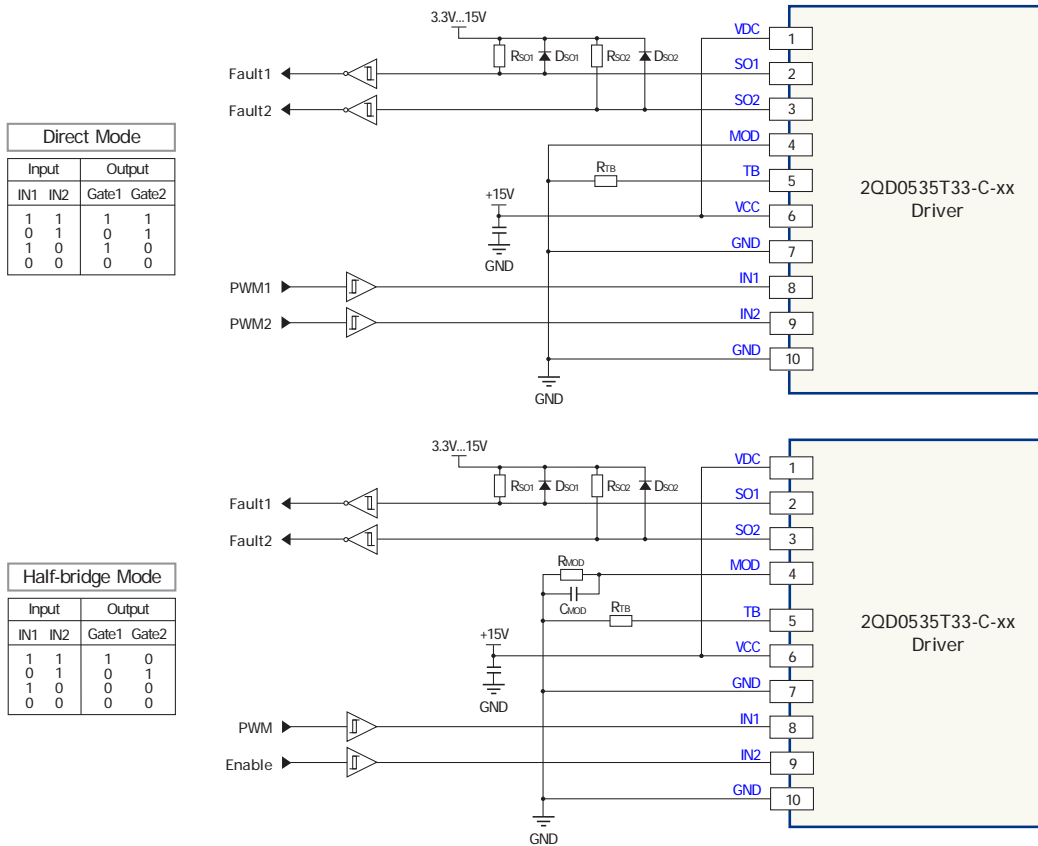 3.3V...15V
RSO1 DSO1 RSO2 DSO2
VDC 1
Fault1 SO1 2
Fault2 SO2 3
MOD 4
RTB TB 5
+15V VCC 6
GND
GND 7
PWM1 IN1 8
PWM2 IN2 9
GND 10
GND
2QD0535T33-C-xx
Driver
Direct Mode
Input Output
IN1 IN2 Gate1 Gate2
1 1 1 1
0 1 0 1
1 0 1 0
0 0 0 0
3.3V...15V
RSO1 DSO1 RSO2 DSO2
VDC 1
Fault1 SO1 2
Fault2 SO2 3
RMOD MOD 4
CMOD
RTB TB 5
+15V VCC 6
GND
GND 7
PWM IN1 8
Enable IN2 9
GND 10
GND
2QD0535T33-C-xx
Driver
Half-bridge Mode
Input Output
IN1 IN2 Gate1 Gate2
1 1 1 0
0 1 0 1
1 0 0 0
0 0 0 0